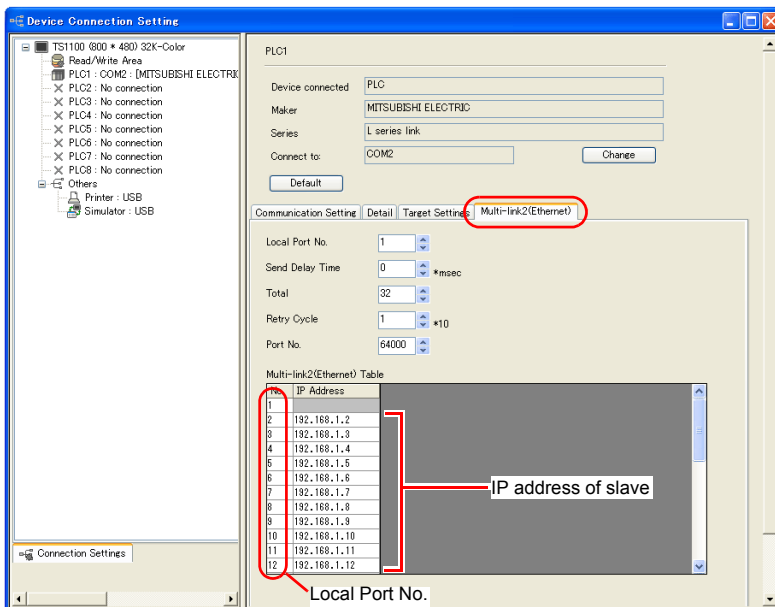 Device Connection Setting
TS1100 (800 * 480) 32K-Color
Read/Write Area
PLC1 : COM2 : [MITSUBISHI ELECTRIC
PLC2 : No connection
PLC3 : No connection
PLC4 : No connection
PLC5 : No connection
PLC6 : No connection
PLC7 : No connection
PLC8 : No connection
Others
Printer : USB
Simulator : USB
Connection Settings
PLC1
Device connected PLC
Maker MITSUBISHI ELECTRIC
Series L series link
Connect to: COM2 Change
Default
Communication Setting Detail Target Settings Multi-link2(Ethernet)
Local Port No. 1
Send Delay Time 0 *msec
Total 32
Retry Cycle 1 *10
Port No. 64000
Multi-link2(Ethernet) Table
No. IP Address
1
2 192.168.1.2
3 192.168.1.3
4 192.168.1.4
5 192.168.1.5
6 192.168.1.6
7 192.168.1.7
8 192.168.1.8
9 192.168.1.9
10 192.168.1.10
11 192.168.1.11
12 192.168.1.12
IP address of slave
Local Port No.